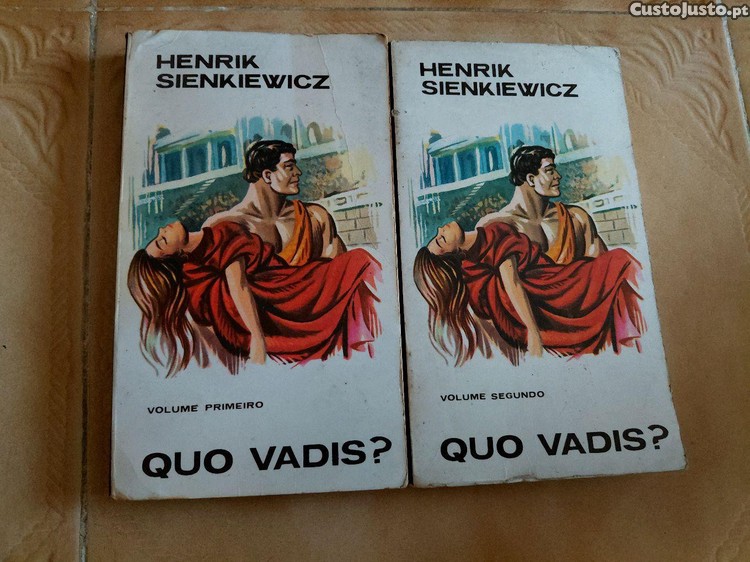 CustoJusto.pt
HENRIK
SIENKIEWICZ
VOLUME PRIMEIRO
QUO VADIS?
HENRIK
SIENKIEWICZ
VOLUME SEGUNDO
QUO VADIS?